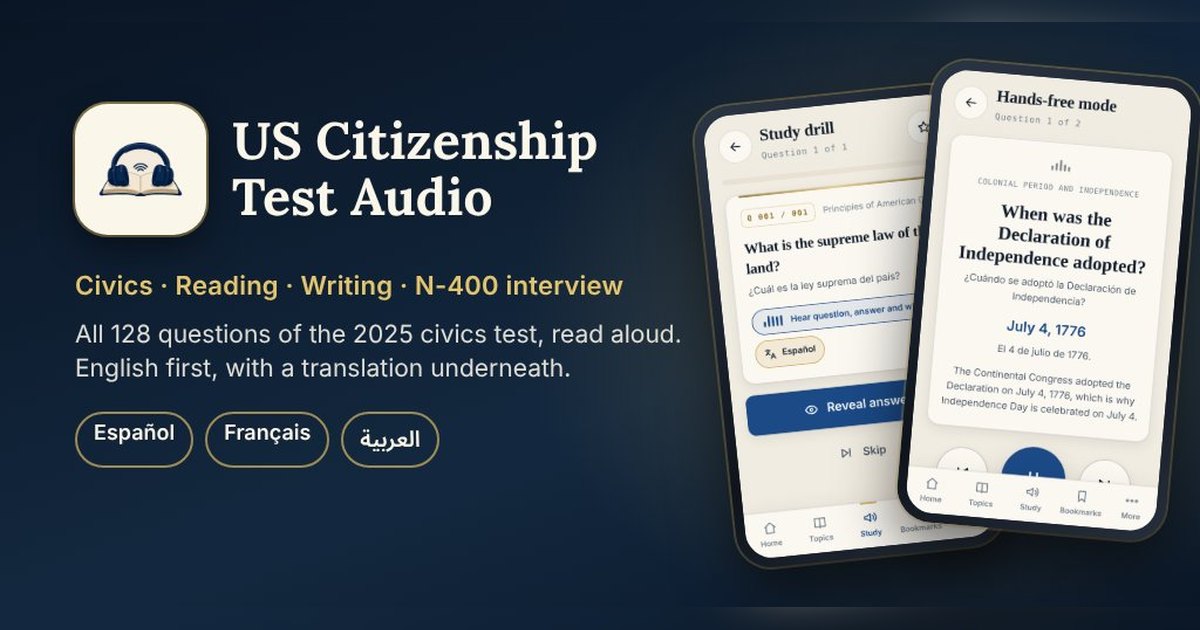 US Citizenship
Test Audio
Civics · Reading · Writing · N-400 interview
All 128 questions of the 2025 civics test, read aloud.
English first, with a translation underneath.
Español
Français
العربية
Study drill
Question 1 of 1
Q 001 / 001
Principles of American
What is the supreme law of
land?
¿Cuál es la ley suprema del país?
Hear question, answer and
Español
Reveal answe
Skip
Home
Topics
Study
Bookmarks
Hands-free mode
Question 1 of 2
COLONIAL PERIOD AND INDEPENDENCE
When was the
Declaration of
Independence adopted?
¿Cuándo se adoptó la Declaración de
Independencia?
July 4, 1776
El 4 de julio de 1776.
The Continental Congress adopted the
Declaration on July 4, 1776, which is why
Independence Day is celebrated on July 4.
Home
Topics
Study
Bookmarks
More